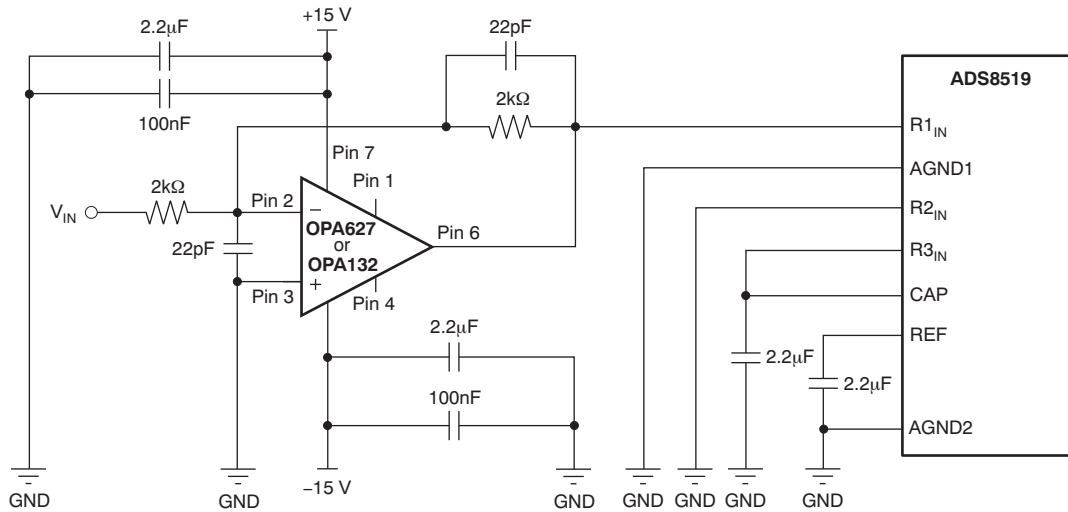 +15 V
2.2μF
100nF
22pF
2kΩ
ADS8519
R1IN
AGND1
R2IN
R3IN
CAP
REF
AGND2
Pin 7
Pin 1
2kΩ
VIN
Pin 2
−
OPA627
or
OPA132
Pin 6
22pF
+
Pin 3
Pin 4
2.2μF
100nF
2.2μF
2.2μF
GND
GND
−15 V
GND
GND
GND
GND
GND